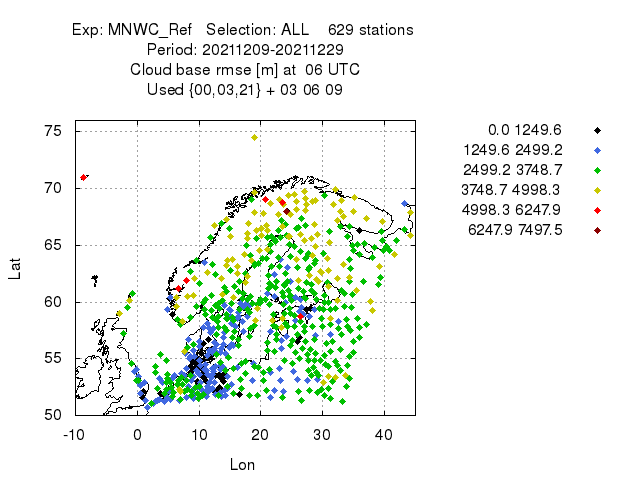 Exp: MNWC_Ref   Selection: ALL    629 stations
Period: 20211209-20211229
Cloud base rmse [m] at  06 UTC
Used {00,03,21} + 03 06 09
0.0 1249.6
1249.6 2499.2
2499.2 3748.7
3748.7 4998.3
4998.3 6247.9
6247.9 7497.5
75
70
65
60
55
50
Lat
-10 0 10 20 30 40
Lon